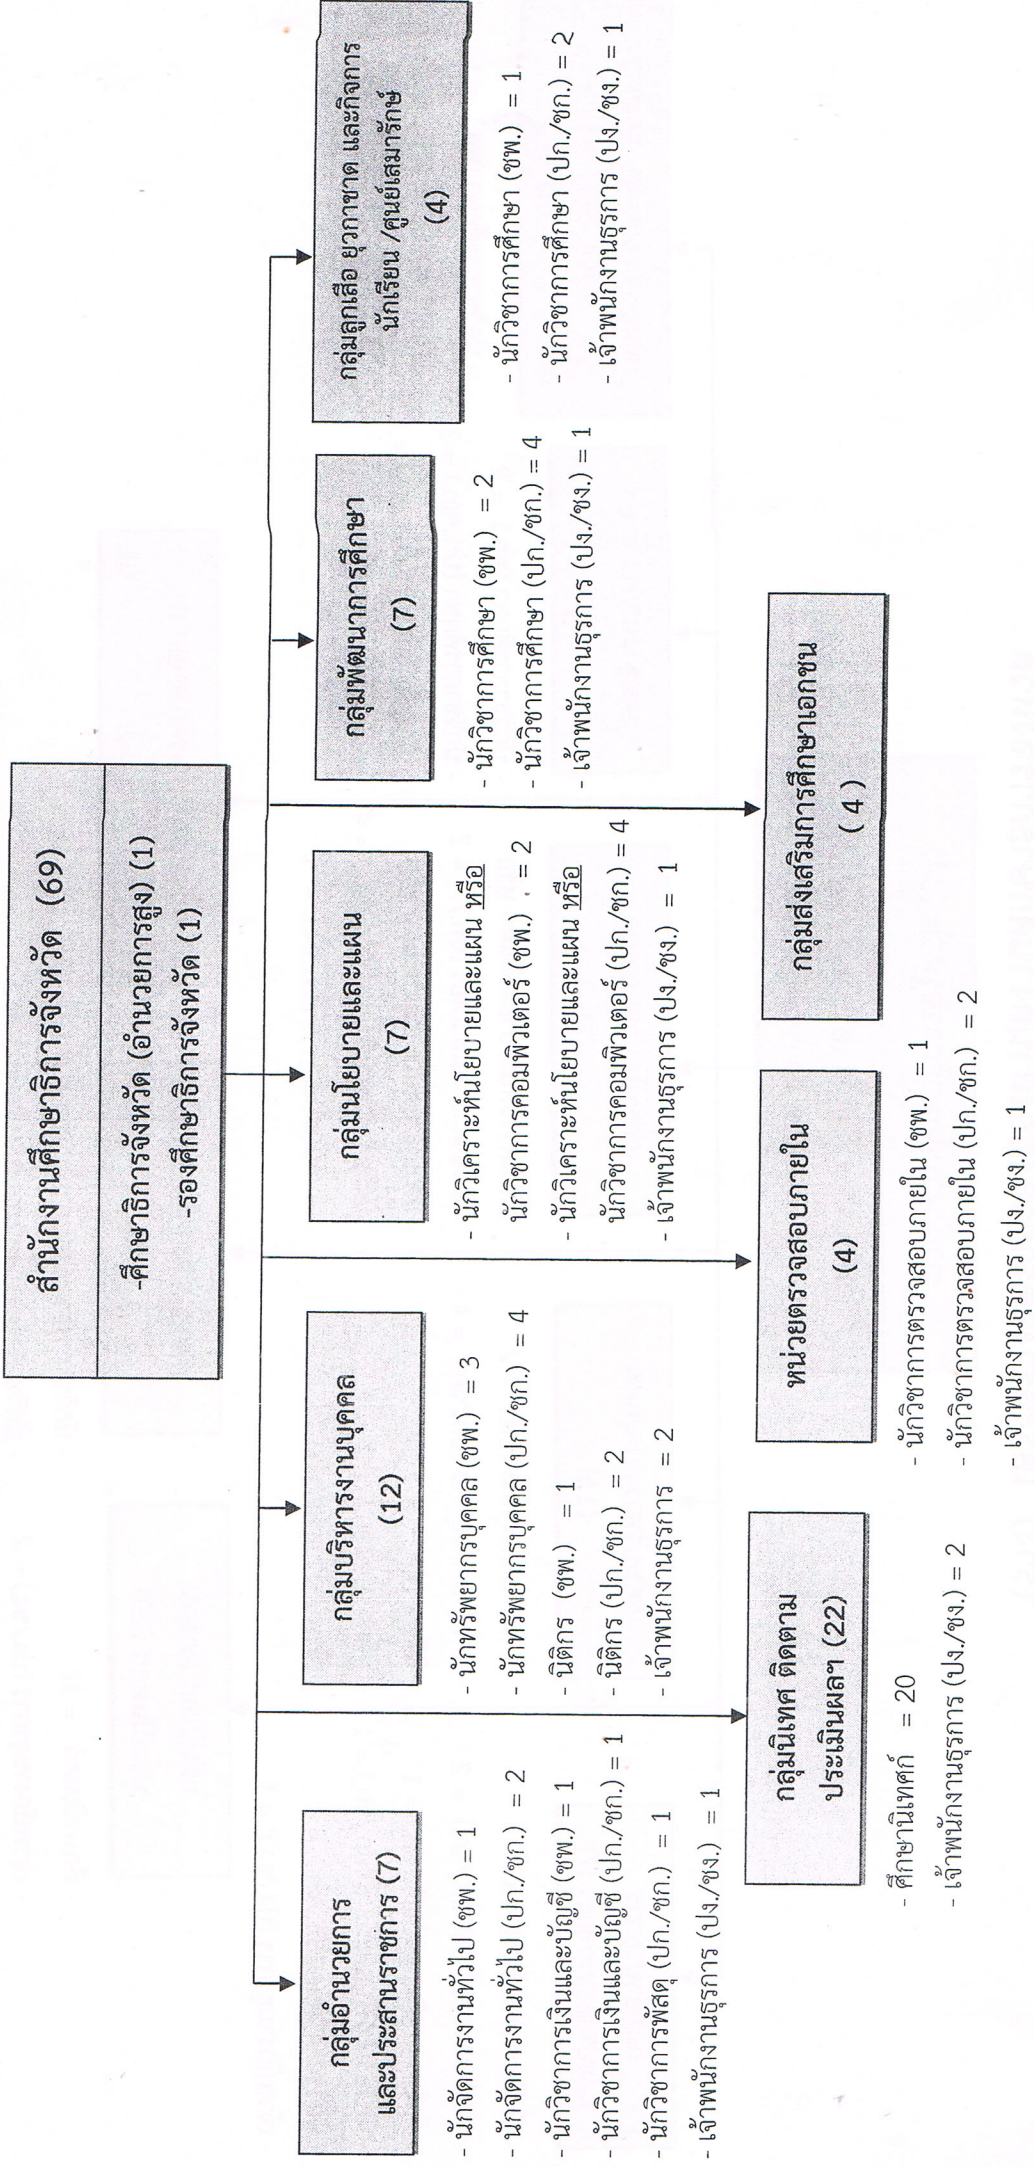 สำนักงานศึกษาธิการจังหวัด (69)
-ศึกษาธิการจังหวัด (อำนวยการสูง) (1)
-รองศึกษาธิการจังหวัด (1)
กลุ่มอำนวยการ
และประสานราชการ (7)
- นักจัดการงานทั่วไป (ชพ.) = 1
- นักจัดการงานทั่วไป (ปก./ชก.) = 2
- นักวิชาการเงินและบัญชี (ชพ.) = 1
- นักวิชาการเงินและบัญชี (ปก./ชก.) = 1
- นักวิชาการพัสดุ (ปก./ชก.) = 1
- เจ้าพนักงานธุรการ (ปง./ชง.) = 1
กลุ่มบริหารงานบุคคล
(12)
- นักทรัพยากรบุคคล (ชพ.) = 3
- นักทรัพยากรบุคคล (ปก./ชก.) = 4
- นิติกร (ชพ.) = 1
- นิติกร (ปก./ชก.) = 2
- เจ้าพนักงานธุรการ = 2
กลุ่มนโยบายและแผน
(7)
- นักวิเคราะห์นโยบายและแผน หรือ
นักวิชาการคอมพิวเตอร์ (ชพ.) . = 2
- นักวิเคราะห์นโยบายและแผน หรือ
นักวิชาการคอมพิวเตอร์ (ปก./ชก.) = 4
- เจ้าพนักงานธุรการ (ปง./ชง.) = 1
กลุ่มพัฒนาการศึกษา
(7)
- นักวิชาการศึกษา (ชพ.) = 2
- นักวิชาการศึกษา (ปก./ชก.) = 4
- เจ้าพนักงานธุรการ (ปง./ชง.) = 1
กลุ่มลูกเสือ ยุวกาชาด และกิจการ
นักเรียน /ศูนย์เสมารักษ์
(4)
- นักวิชาการศึกษา (ชพ.) = 1
- นักวิชาการศึกษา (ปก./ชก.) = 2
- เจ้าพนักงานธุรการ (ปง./ชง.) = 1
กลุ่มนิเทศ ติดตาม
ประเมินผลฯ (22)
- ศึกษานิเทศก์ = 20
- เจ้าพนักงานธุรการ (ปง./ชง.) = 2
หน่วยตรวจสอบภายใน
(4)
- นักวิชาการตรวจสอบภายใน (ชพ.) = 1
- นักวิชาการตรวจสอบภายใน (ปก./ชก.) = 2
- เจ้าพนักงานธุรการ (ปง./ชง.) = 1
กลุ่มส่งเสริมการศึกษาเอกชน
( 4 )